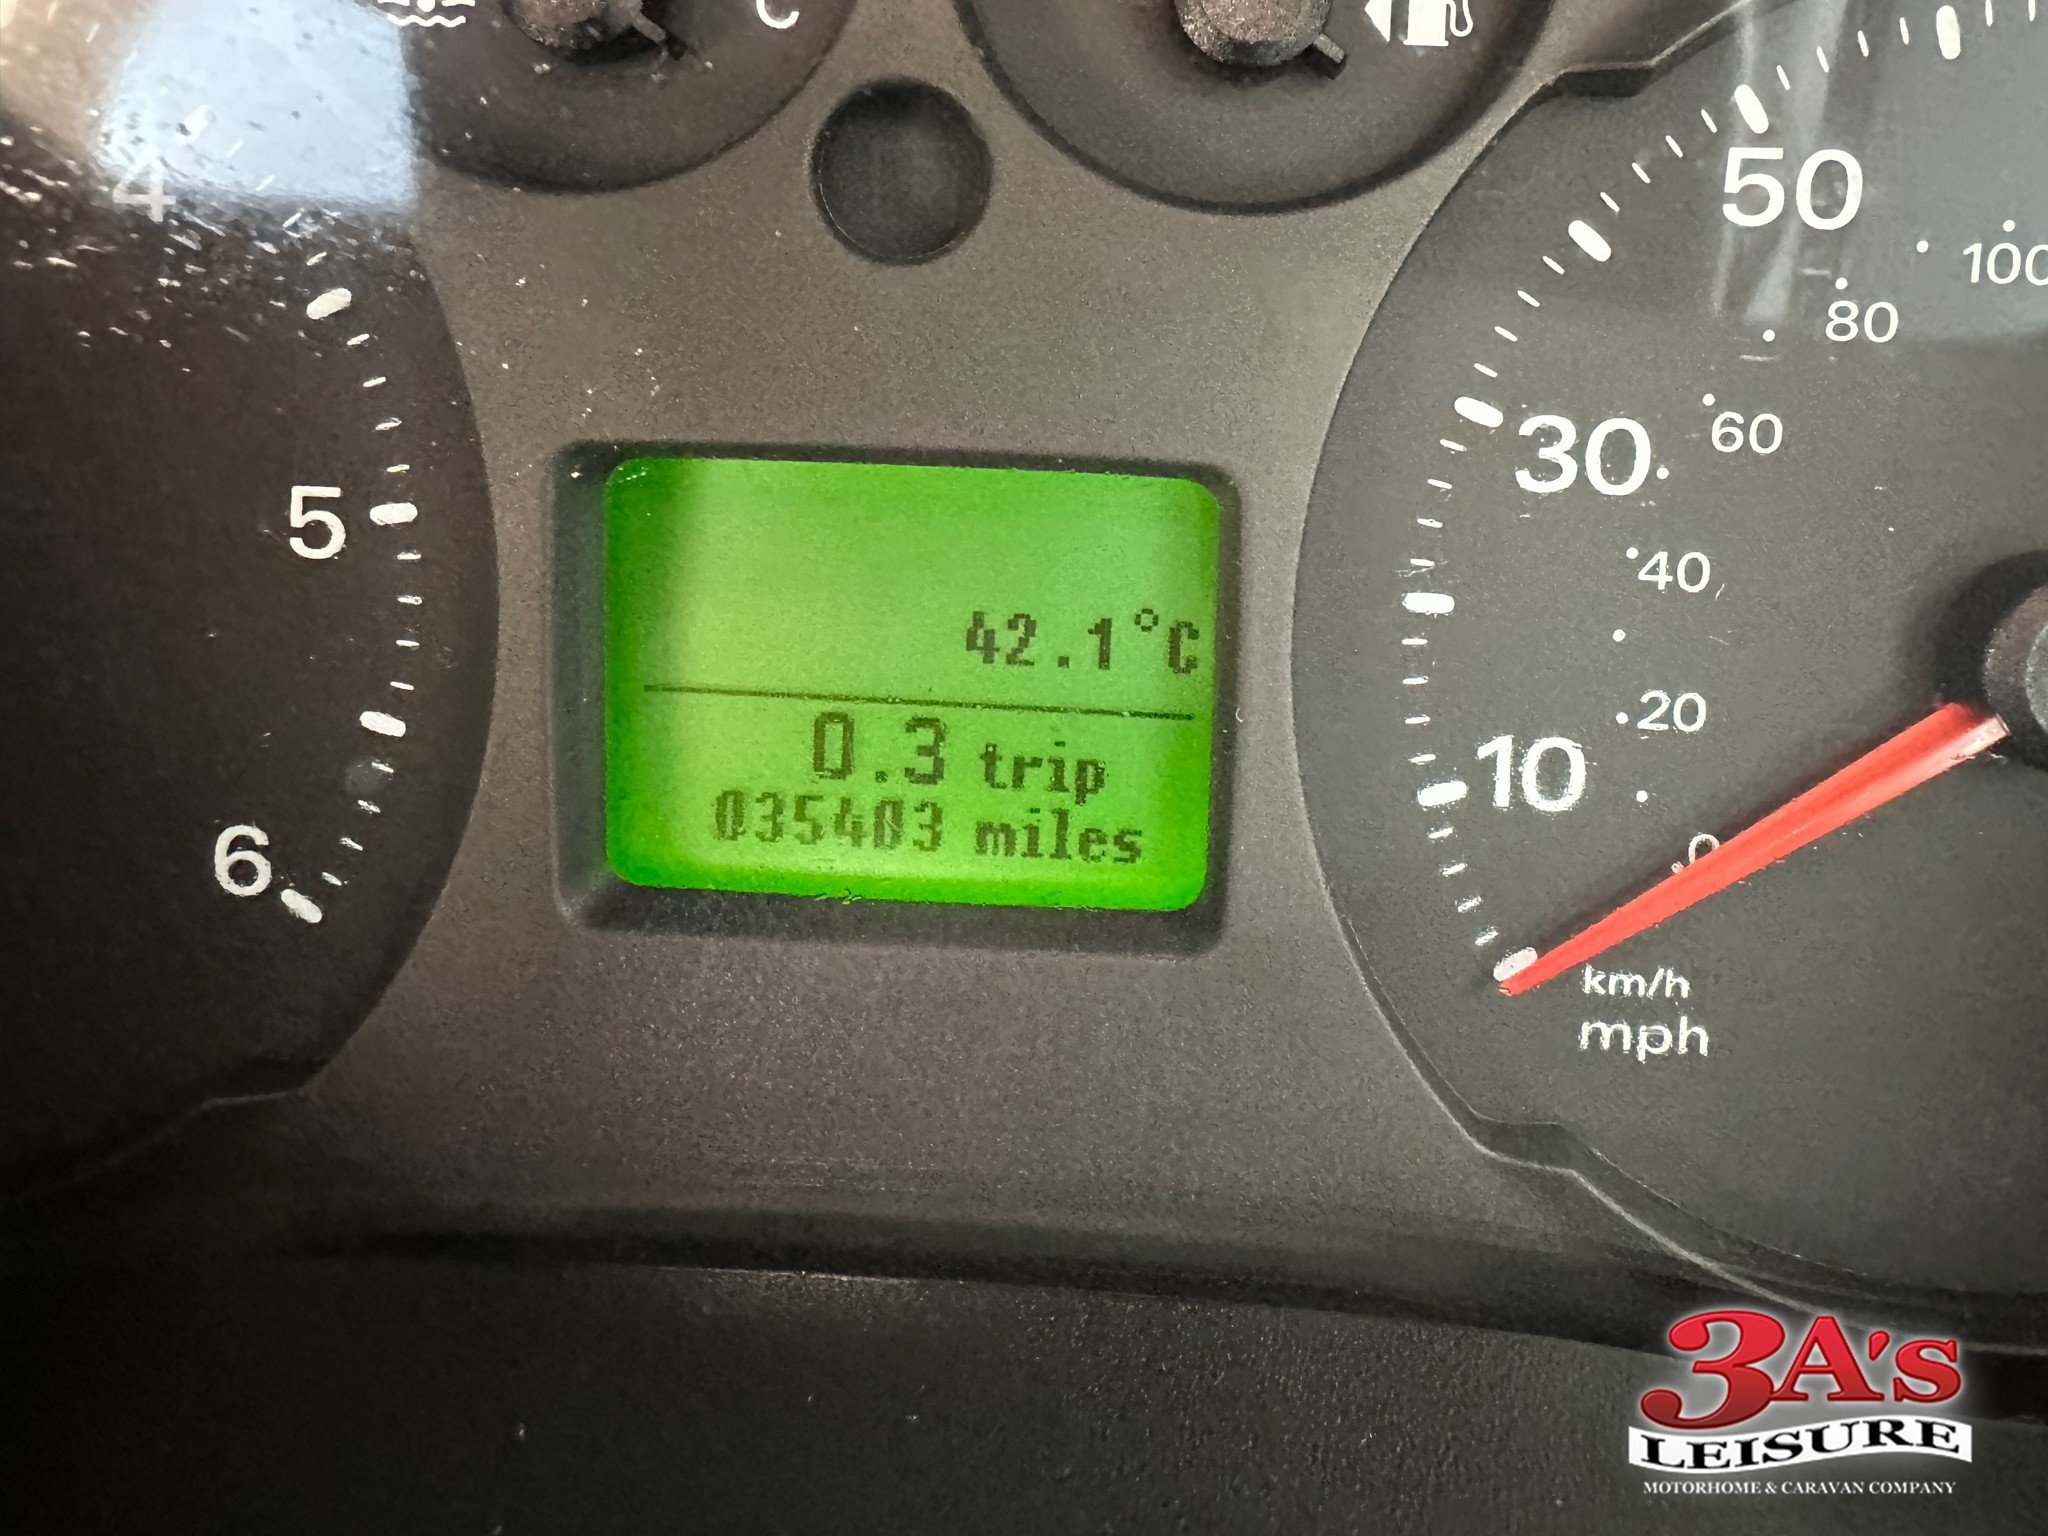 C
4
5
6
42.1°C
0.3 trip
035403 miles
50
100
80
30
60
40
20
10
0
km/h
mph
3A's
LEISURE
MOTORHOME & CARAVAN COMPANY